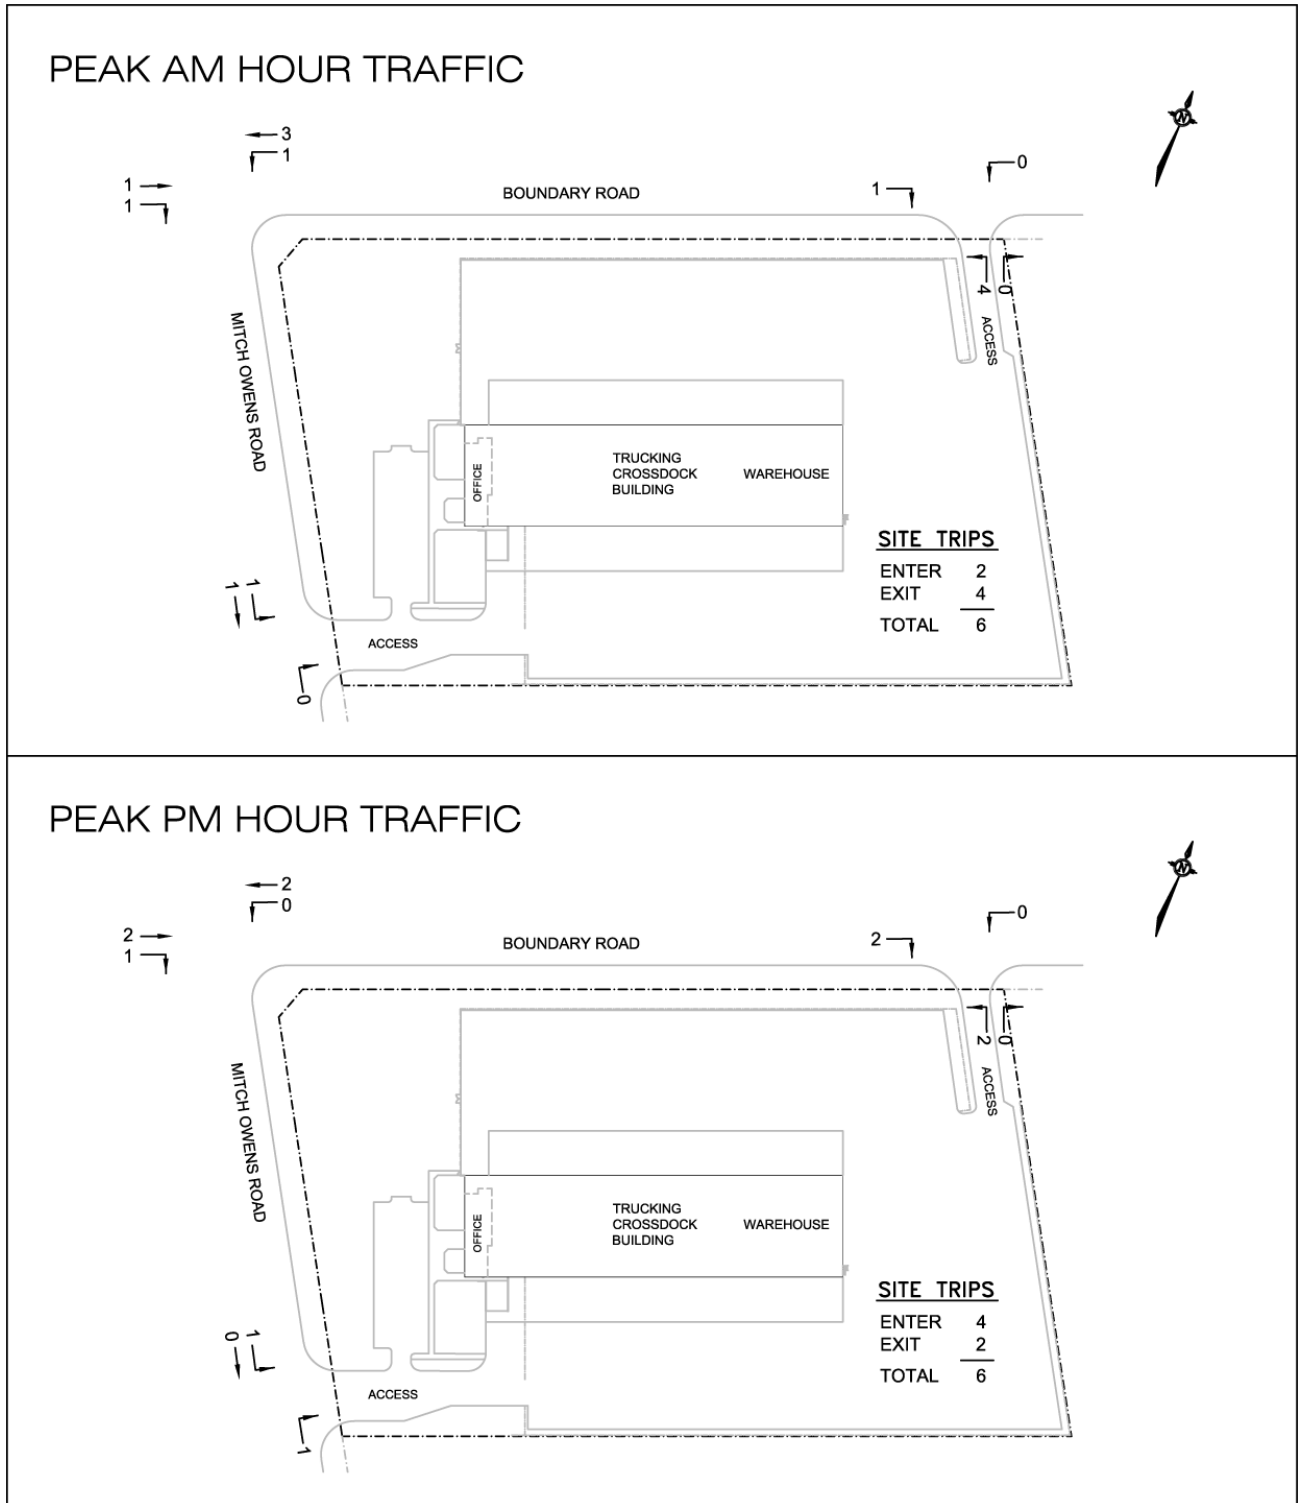 PEAK AM HOUR TRAFFIC
N
3
1
1
1
BOUNDARY ROAD
1
0
4
0
ACCESS
MITCH OWENS ROAD
OFFICE
TRUCKING
CROSSDOCK
BUILDING
WAREHOUSE
SITE TRIPS
ENTER 2
EXIT 4
TOTAL 6
1
1
ACCESS
0
PEAK PM HOUR TRAFFIC
N
2
0
2
1
BOUNDARY ROAD
2
0
2
0
ACCESS
MITCH OWENS ROAD
OFFICE
TRUCKING
CROSSDOCK
BUILDING
WAREHOUSE
SITE TRIPS
ENTER 4
EXIT 2
TOTAL 6
0
1
ACCESS
1